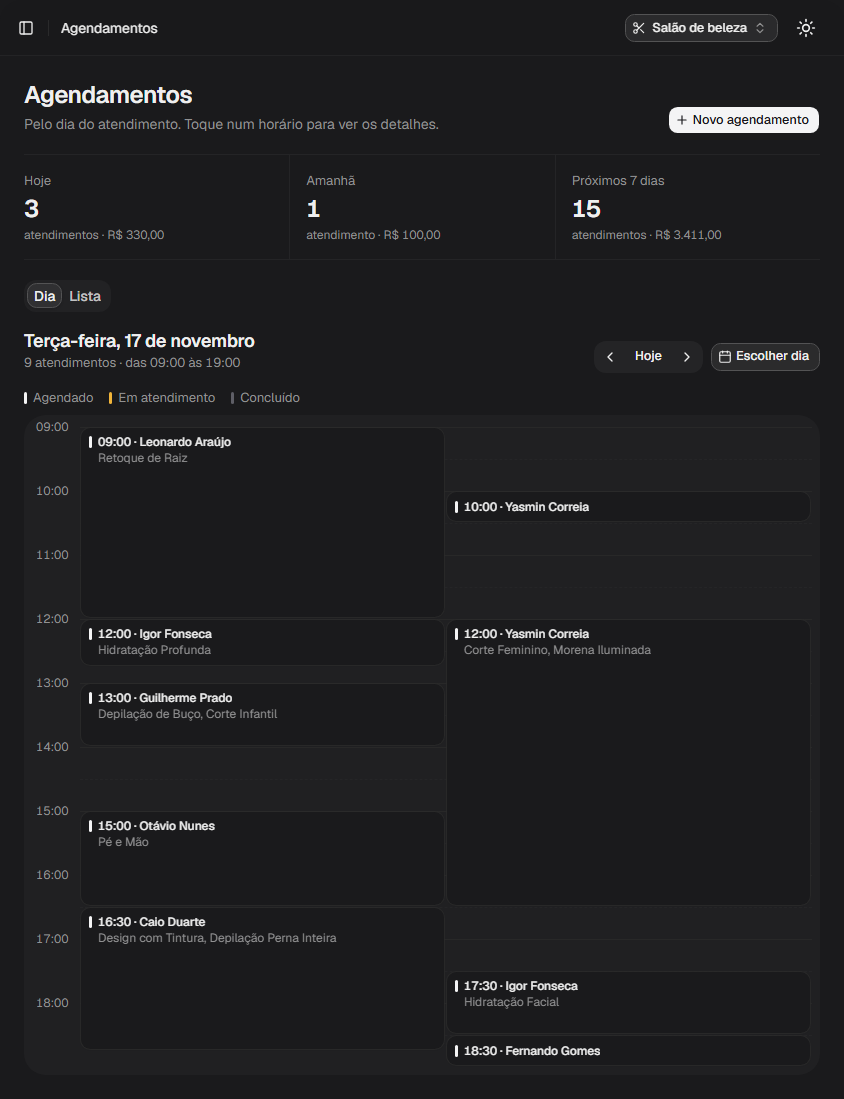 Agendamentos
Salão de beleza
Agendamentos
Pelo dia do atendimento. Toque num horário para ver os detalhes.
+ Novo agendamento
Hoje
3
atendimentos · R$ 330,00
Amanhã
1
atendimento · R$ 100,00
Próximos 7 dias
15
atendimentos · R$ 3.411,00
Dia
Lista
Terça-feira, 17 de novembro
9 atendimentos · das 09:00 às 19:00
Hoje
Escolher dia
Agendado
Em atendimento
Concluído
09:00
09:00 · Leonardo Araújo
Retoque de Raiz
10:00
10:00 · Yasmin Correia
11:00
12:00
12:00 · Igor Fonseca
Hidratação Profunda
12:00 · Yasmin Correia
Corte Feminino, Morena Iluminada
13:00
13:00 · Guilherme Prado
Depilação de Buço, Corte Infantil
14:00
15:00
15:00 · Otávio Nunes
Pé e Mão
16:00
16:30 · Caio Duarte
Design com Tintura, Depilação Perna Inteira
17:00
17:30 · Igor Fonseca
Hidratação Facial
18:00
18:30 · Fernando Gomes